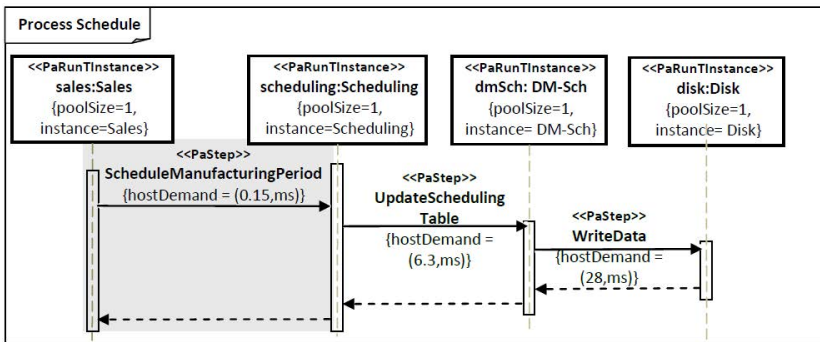 Process Schedule
<<PaRunTInstance>>
sales:Sales
{poolSize=1,
instance=Sales}
<<PaRunTInstance>>
scheduling:Scheduling
{poolSize=1,
instance=Scheduling}
<<PaRunTInstance>>
dmSch: DM-Sch
{poolSize=1,
instance= DM-Sch}
<<PaRunTInstance>>
disk:Disk
{poolSize=1,
instance= Disk}
<<PaStep>>
ScheduleManufacturingPeriod
{hostDemand = (0.15,ms)}
<<PaStep>>
UpdateScheduling
Table
{hostDemand =
(6.3,ms)}
<<PaStep>>
WriteData
{hostDemand =
(28,ms)}